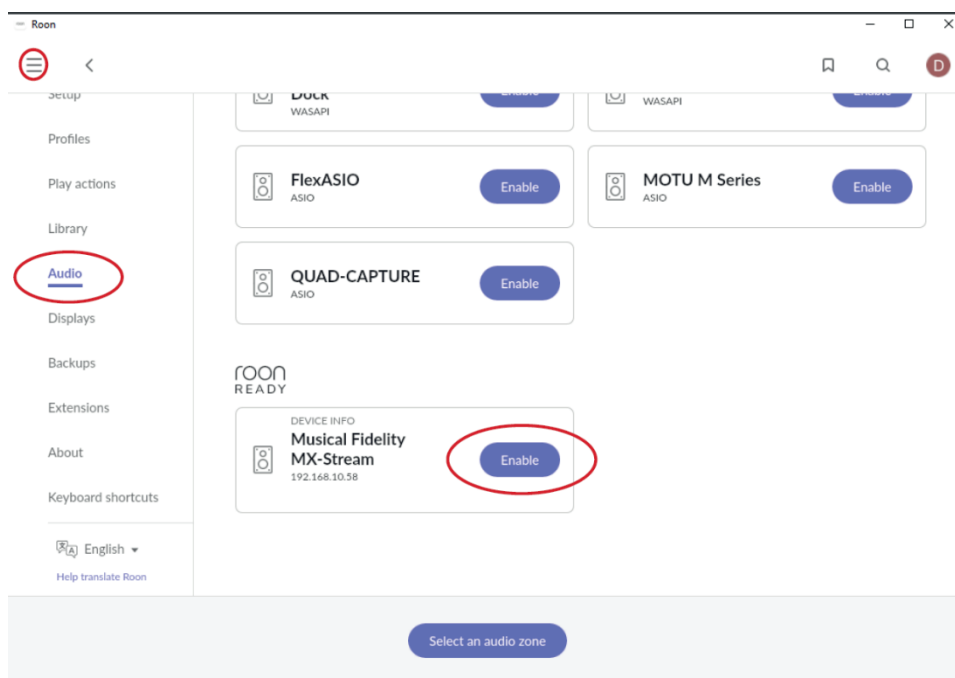 Roon
D
Setup
Profiles
Play actions
Library
Audio
Displays
Backups
Extensions
About
Keyboard shortcuts
English
Help translate Roon
Dock
WASAPI
Enable
WASAPI
Enable
FlexASIO
ASIO
Enable
MOTU M Series
ASIO
Enable
QUAD-CAPTURE
ASIO
Enable
roon
READY
DEVICE INFO
Musical Fidelity
MX-Stream
192.168.10.58
Enable
Select an audio zone